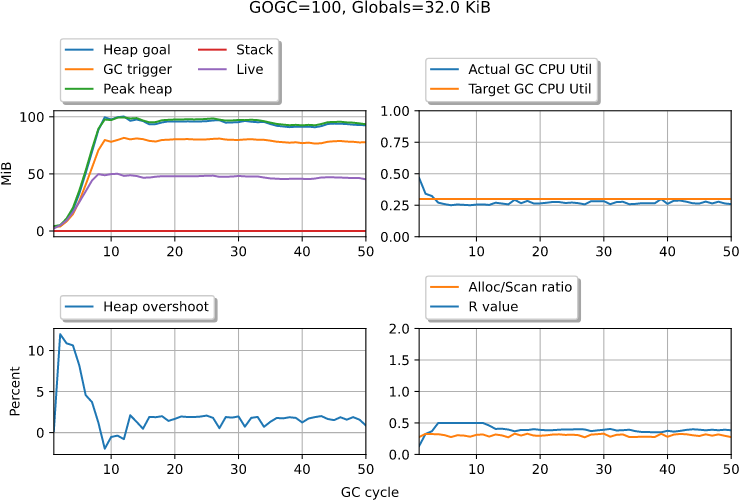 GOGC=100, Globals=32.0 KiB
Heap goal
GC trigger
Peak heap
Stack
Live
MiB
100
50
0
10 20 30 40 50
Actual GC CPU Util
Target GC CPU Util
1.00
0.75
0.50
0.25
0.00
10 20 30 40 50
Heap overshoot
Percent
10
5
0
10 20 30 40 50
Alloc/Scan ratio
R value
2.0
1.5
1.0
0.5
0.0
10 20 30 40 50
GC cycle